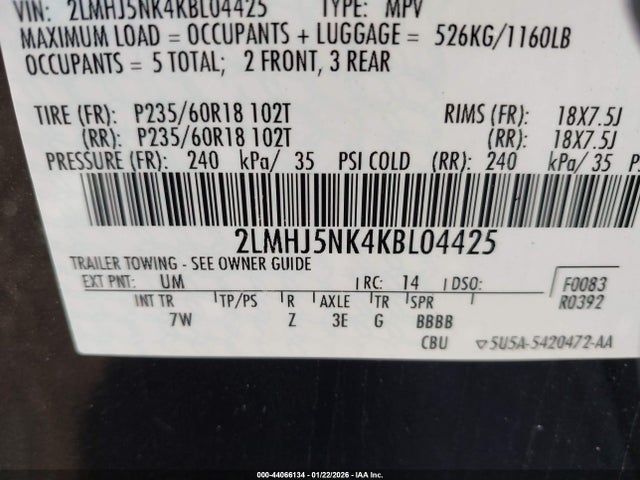 VIN: 2LMHJ5NK4KBL04425 TYPE: MPV
MAXIMUM LOAD = OCCUPANTS + LUGGAGE = 526KG/1160LB
OCCUPANTS = 5 TOTAL; 2 FRONT, 3 REAR
TIRE (FR): P235/60R18 102T RIMS (FR): 18X7.5J
(RR): P235/60R18 102T (RR): 18X7.5J
PRESSURE (FR): 240 kPa/ 35 PSI COLD (RR): 240 kPa/ 35
2LMHJ5NK4KBL04425
TRAILER TOWING - SEE OWNER GUIDE
EXT PNT: UM RC: 14 DSO: F0083
INT TR TP/PS R AXLE TR SPR R0392
7W Z 3E G BBBB
CBU ▽5U5A-5420472-AA
000-44066134 - 01/22/2026 - IAA Inc.